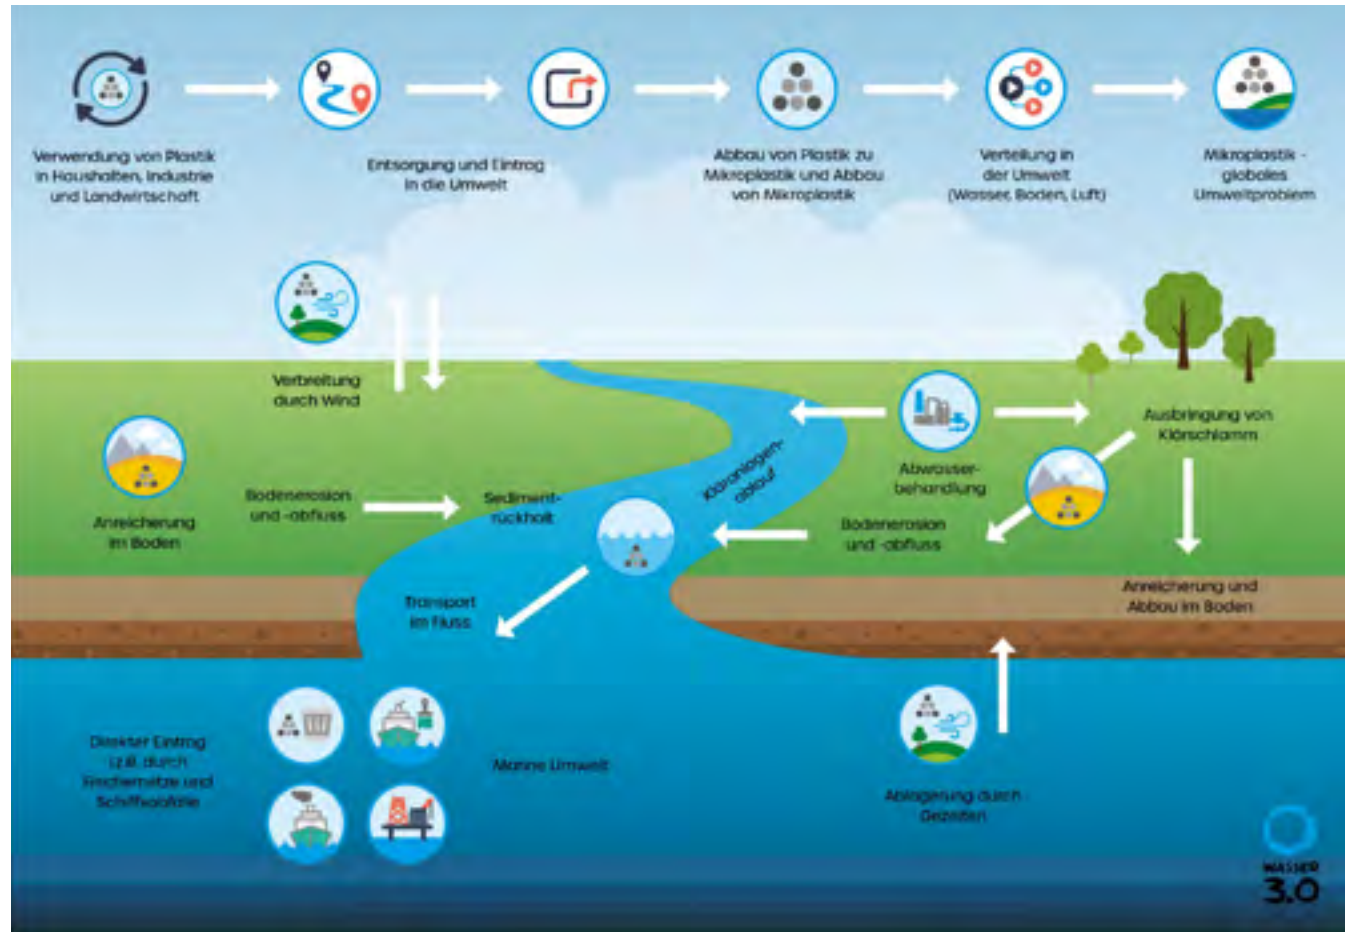 Verwendung von Plastik
in Haushalten, Industrie
und Landwirtschaft
Entsorgung und Eintrag
in die Umwelt
Abbau von Plastik zu
Mikroplastik und Abbau
von Mikroplastik
Verteilung in
der Umwelt
(Wasser, Boden, Luft)
Mikroplastik -
globales
Umweltproblem
Verbreitung
durch Wind
Anreicherung
im Boden
Bodenerosion
und -abfluss
Sediment-
rückhalt
Kläranlagen-
ablauf
Abwasser-
behandlung
Ausbringung von
Klärschlamm
Bodenerosion
und -abfluss
Anreicherung und
Abbau im Boden
Transport
im Fluss
Direkter Eintrag
(z.B. durch
Fischernetze und
Schiffsabfälle
Marine Umwelt
Ablagerung durch
Gezeiten
WASSER
3.0